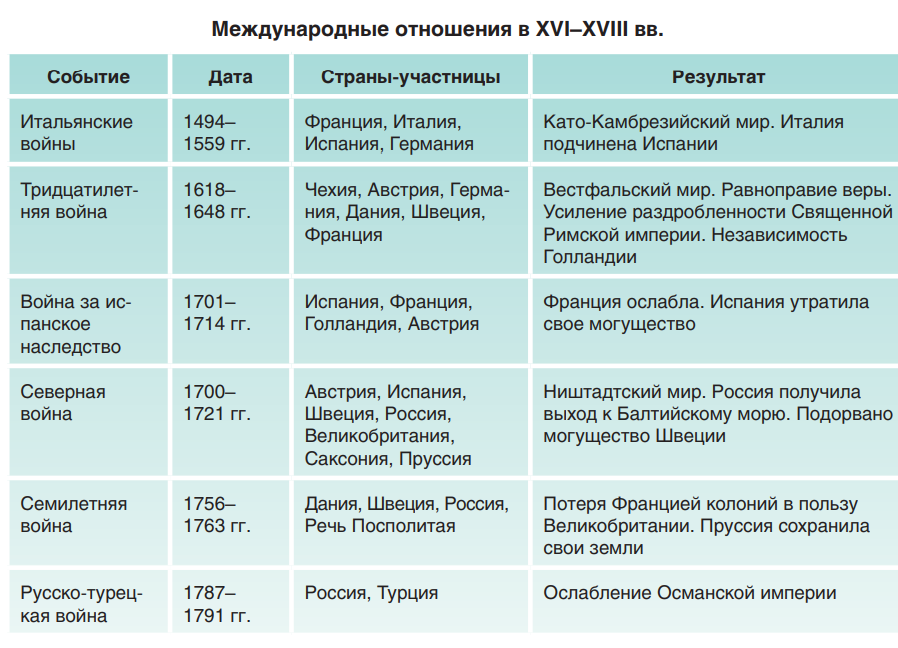 Международные отношения в XVI–XVIII вв.
Событие Дата Страны-участницы Результат
Итальянские
войны
1494–
1559 гг.
Франция, Италия,
Испания, Германия
Като-Камбрезийский мир. Италия
подчинена Испании
Тридцатилет-
няя война
1618–
1648 гг.
Чехия, Австрия, Герма-
ния, Дания, Швеция,
Франция
Вестфальский мир. Равноправие веры.
Усиление раздробленности Священной
Римской империи. Независимость
Голландии
Война за ис-
панское
наследство
1701–
1714 гг.
Испания, Франция,
Голландия, Австрия
Франция ослабла. Испания утратила
свое могущество
Северная
война
1700–
1721 гг.
Австрия, Испания,
Швеция, Россия,
Великобритания,
Саксония, Пруссия
Ништадтский мир. Россия получила
выход к Балтийскому морю. Подорвано
могущество Швеции
Семилетняя
война
1756–
1763 гг.
Дания, Швеция, Россия,
Речь Посполитая
Потеря Францией колоний в пользу
Великобритании. Пруссия сохранила
свои земли
Русско-турец-
кая война
1787–
1791 гг.
Россия, Турция
Ослабление Османской империи